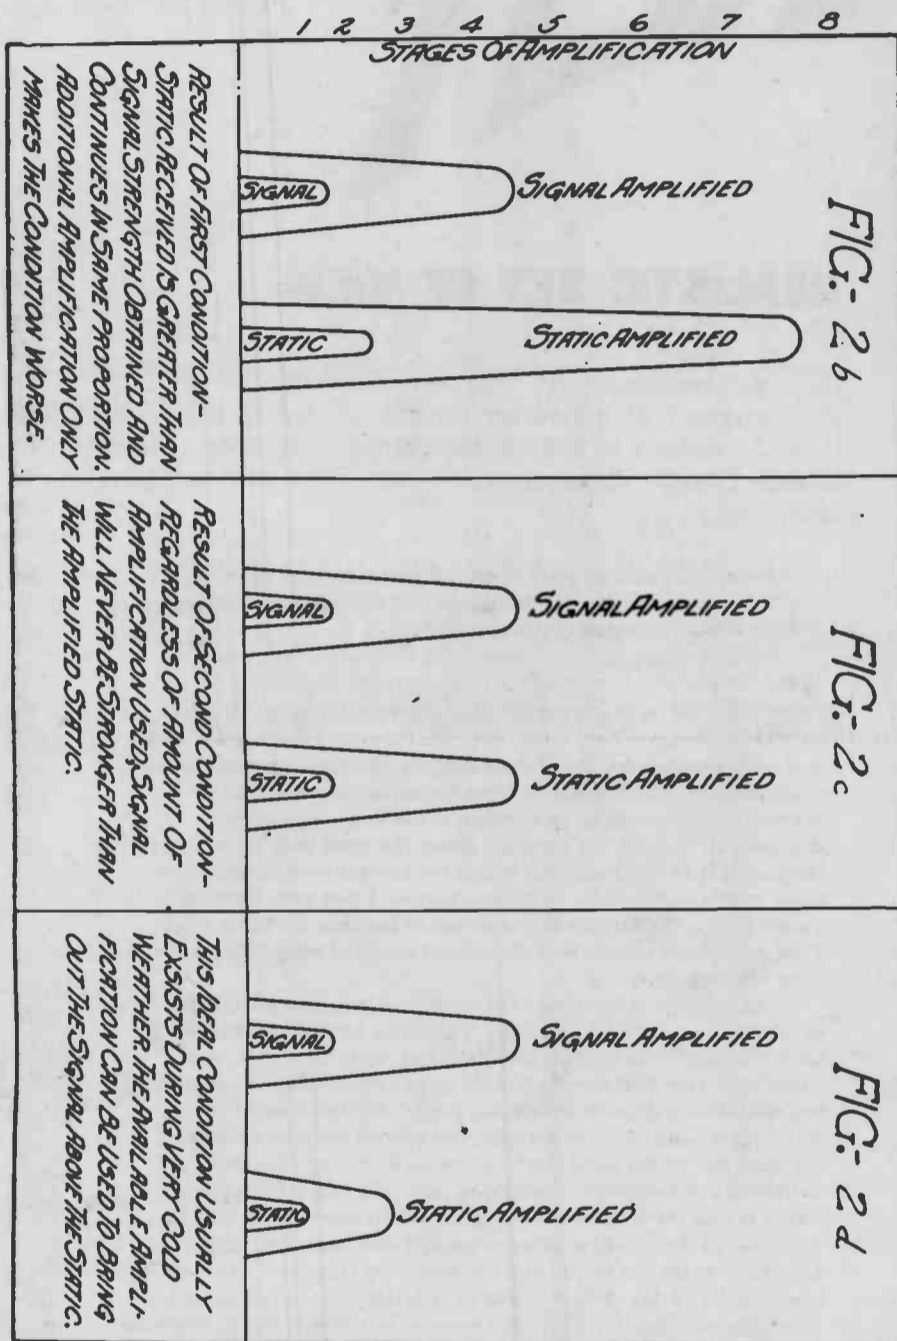 1 2 3 4 5 6 7 8
STAGES OF AMPLIFICATION
FIG.- 2b
SIGNAL
SIGNAL AMPLIFIED
STATIC
STATIC AMPLIFIED
RESULT OF FIRST CONDITION-
STATIC RECEIVED IS GREATER THAN
SIGNAL STRENGTH OBTAINED AND
CONTINUES IN SAME PROPORTION.
ADDITIONAL AMPLIFICATION ONLY
MAKES THE CONDITION WORSE.
FIG.- 2c
SIGNAL
SIGNAL AMPLIFIED
STATIC
STATIC AMPLIFIED
RESULT OF SECOND CONDITION-
REGARDLESS OF AMOUNT OF
AMPLIFICATION USED, SIGNAL
WILL NEVER BE STRONGER THAN
THE AMPLIFIED STATIC.
FIG.- 2d
SIGNAL
SIGNAL AMPLIFIED
STATIC
STATIC AMPLIFIED
THIS IDEAL CONDITION USUALLY
EXSISTS DURING VERY COLD
WEATHER. THE AVAILABLE AMPLI-
FICATION CAN BE USED TO BRING
OUT THE SIGNAL ABOVE THE STATIC.